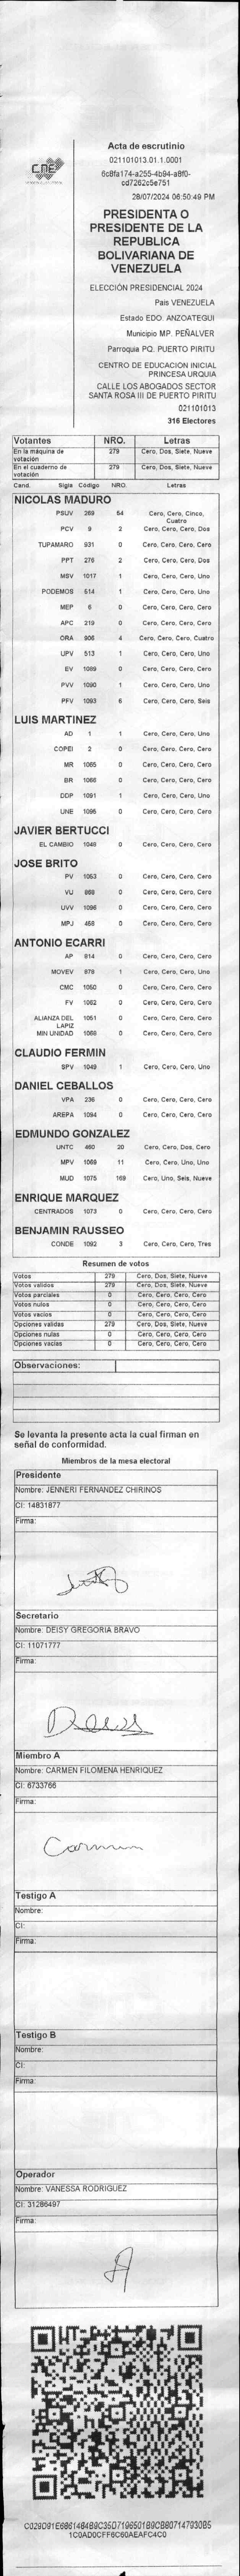 CNE
Acta de escrutinio
021101013.01.1.0001
6c8fa174-a255-4b94-a8f0-
cd7262c5e751
28/07/2024 06:50:49 PM
PRESIDENTA O
PRESIDENTE DE LA
REPUBLICA
BOLIVARIANA DE
VENEZUELA
ELECCIÓN PRESIDENCIAL 2024
Pais VENEZUELA
Estado EDO. ANZOATEGUI
Municipio MP. PEÑALVER
Parroquia PQ. PUERTO PIRITU
CENTRO DE EDUCACION INICIAL
PRINCESA URQUIA
CALLE LOS ABOGADOS SECTOR
SANTA ROSA III DE PUERTO PIRITU
021101013
316 Electores
Votantes NRO. Letras
En la máquina de votación 279 Cero, Dos, Siete, Nueve
En el cuaderno de votación 279 Cero, Dos, Siete, Nueve
Cand. Sigla Código NRO. Letras
NICOLAS MADURO
PSUV 269 54 Cero, Cero, Cinco, Cuatro
PCV 9 2 Cero, Cero, Cero, Dos
TUPAMARO 931 0 Cero, Cero, Cero, Cero
PPT 276 2 Cero, Cero, Cero, Dos
MSV 1017 1 Cero, Cero, Cero, Uno
PODEMOS 514 1 Cero, Cero, Cero, Uno
MEP 6 0 Cero, Cero, Cero, Cero
APC 219 0 Cero, Cero, Cero, Cero
ORA 906 4 Cero, Cero, Cero, Cuatro
UPV 513 1 Cero, Cero, Cero, Uno
EV 1089 0 Cero, Cero, Cero, Cero
PVV 1090 1 Cero, Cero, Cero, Uno
PFV 1093 6 Cero, Cero, Cero, Seis
LUIS MARTINEZ
AD 1 1 Cero, Cero, Cero, Uno
COPEI 2 0 Cero, Cero, Cero, Cero
MR 1065 0 Cero, Cero, Cero, Cero
BR 1066 0 Cero, Cero, Cero, Cero
DDP 1091 1 Cero, Cero, Cero, Uno
UNE 1095 0 Cero, Cero, Cero, Cero
JAVIER BERTUCCI
EL CAMBIO 1048 0 Cero, Cero, Cero, Cero
JOSE BRITO
PV 1053 0 Cero, Cero, Cero, Cero
VU 869 0 Cero, Cero, Cero, Cero
UVV 1096 0 Cero, Cero, Cero, Cero
MPJ 458 0 Cero, Cero, Cero, Cero
ANTONIO ECARRI
AP 914 0 Cero, Cero, Cero, Cero
MOVEV 879 1 Cero, Cero, Cero, Uno
CMC 1050 0 Cero, Cero, Cero, Cero
FV 1052 0 Cero, Cero, Cero, Cero
ALIANZA DEL LAPIZ 1051 0 Cero, Cero, Cero, Cero
MIN UNIDAD 1068 0 Cero, Cero, Cero, Cero
CLAUDIO FERMIN
SPV 1049 1 Cero, Cero, Cero, Uno
DANIEL CEBALLOS
VPA 236 0 Cero, Cero, Cero, Cero
AREPA 1094 0 Cero, Cero, Cero, Cero
EDMUNDO GONZALEZ
UNTC 460 20 Cero, Cero, Dos, Cero
MPV 1069 11 Cero, Cero, Uno, Uno
MUD 1075 169 Cero, Uno, Seis, Nueve
ENRIQUE MARQUEZ
CENTRADOS 1073 0 Cero, Cero, Cero, Cero
BENJAMIN RAUSSEO
CONDE 1092 3 Cero, Cero, Cero, Tres
Resumen de votos
Votos 279 Cero, Dos, Siete, Nueve
Votos validos 279 Cero, Dos, Siete, Nueve
Votos parciales 0 Cero, Cero, Cero, Cero
Votos nulos 0 Cero, Cero, Cero, Cero
Votos vacios 0 Cero, Cero, Cero, Cero
Opciones validas 279 Cero, Dos, Siete, Nueve
Opciones nulas 0 Cero, Cero, Cero, Cero
Opciones vacias 0 Cero, Cero, Cero, Cero
Observaciones:
Se levanta la presente acta la cual firman en
señal de conformidad.
Miembros de la mesa electoral
Presidente
Nombre: JENNERI FERNANDEZ CHIRINOS
CI: 14831877
Firma:
Secretario
Nombre: DEISY GREGORIA BRAVO
CI: 11071777
Firma:
Miembro A
Nombre: CARMEN FILOMENA HENRIQUEZ
CI: 6733766
Firma:
Carmen
Testigo A
Nombre:
CI:
Firma:
Testigo B
Nombre:
CI:
Firma:
Operador
Nombre: VANESSA RODRIGUEZ
CI: 31286497
Firma: